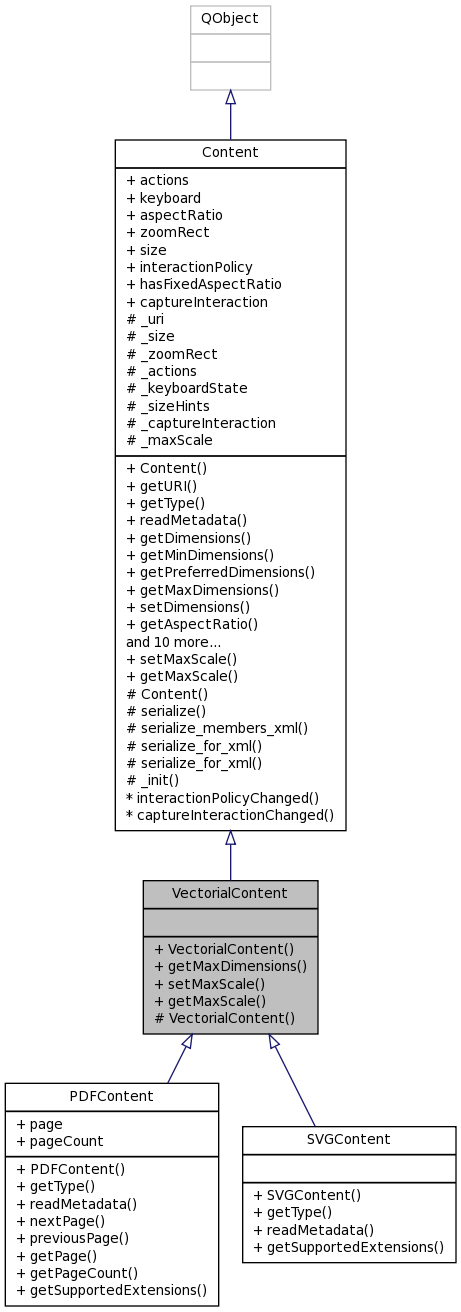 QObject
Content
+ actions
+ keyboard
+ aspectRatio
+ zoomRect
+ size
+ interactionPolicy
+ hasFixedAspectRatio
+ captureInteraction
# _uri
# _size
# _zoomRect
# _actions
# _keyboardState
# _sizeHints
# _captureInteraction
# _maxScale
+ Content()
+ getURI()
+ getType()
+ readMetadata()
+ getDimensions()
+ getMinDimensions()
+ getPreferredDimensions()
+ getMaxDimensions()
+ setDimensions()
+ getAspectRatio()
and 10 more...
+ setMaxScale()
+ getMaxScale()
# Content()
# serialize()
# serialize_members_xml()
# serialize_for_xml()
# serialize_for_xml()
# _init()
* interactionPolicyChanged()
* captureInteractionChanged()
VectorialContent
+ VectorialContent()
+ getMaxDimensions()
+ setMaxScale()
+ getMaxScale()
# VectorialContent()
PDFContent
+ page
+ pageCount
+ PDFContent()
+ getType()
+ readMetadata()
+ nextPage()
+ previousPage()
+ getPage()
+ getPageCount()
+ getSupportedExtensions()
SVGContent
+ SVGContent()
+ getType()
+ readMetadata()
+ getSupportedExtensions()